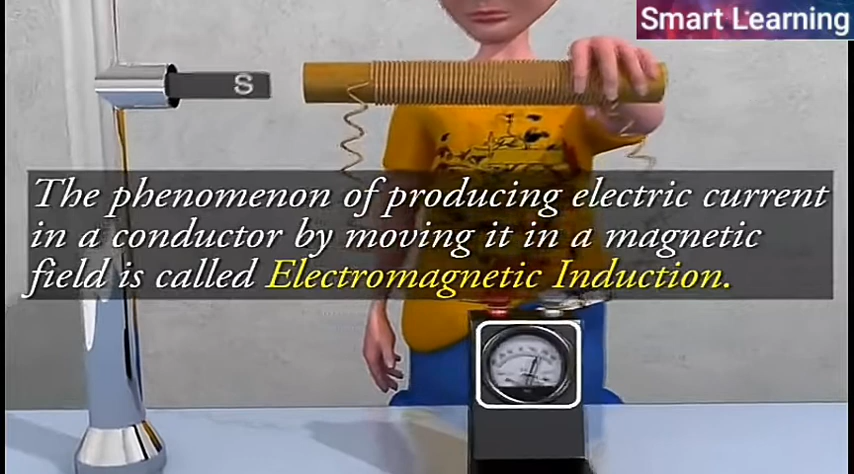 Smart Learning
S
The phenomenon of producing electric current
in a conductor by moving it in a magnetic
field is called Electromagnetic Induction.